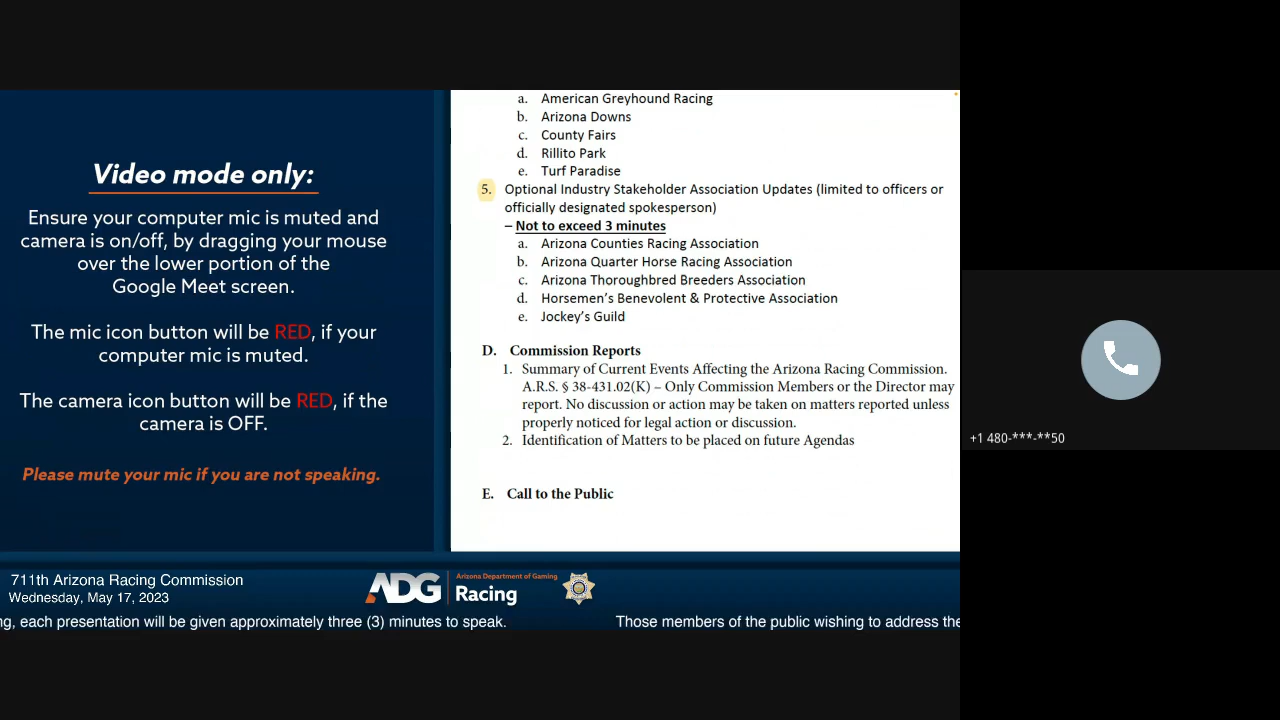 Video mode only:
Ensure your computer mic is muted and
camera is on/off, by dragging your mouse
over the lower portion of the
Google Meet screen.
The mic icon button will be RED, if your
computer mic is muted.
The camera icon button will be RED, if the
camera is OFF.
Please mute your mic if you are not speaking.
a. American Greyhound Racing
b. Arizona Downs
c. County Fairs
d. Rillito Park
e. Turf Paradise
5. Optional Industry Stakeholder Association Updates (limited to officers or
officially designated spokesperson)
– Not to exceed 3 minutes
a. Arizona Counties Racing Association
b. Arizona Quarter Horse Racing Association
c. Arizona Thoroughbred Breeders Association
d. Horsemen's Benevolent & Protective Association
e. Jockey's Guild
D. Commission Reports
1. Summary of Current Events Affecting the Arizona Racing Commission.
A.R.S. § 38-431.02(K) – Only Commission Members or the Director may
report. No discussion or action may be taken on matters reported unless
properly noticed for legal action or discussion.
2. Identification of Matters to be placed on future Agendas
E. Call to the Public
+1 480-***-**50
711th Arizona Racing Commission
Wednesday, May 17, 2023
ADG
Arizona Department of Gaming
Racing
ng, each presentation will be given approximately three (3) minutes to speak.
Those members of the public wishing to address the